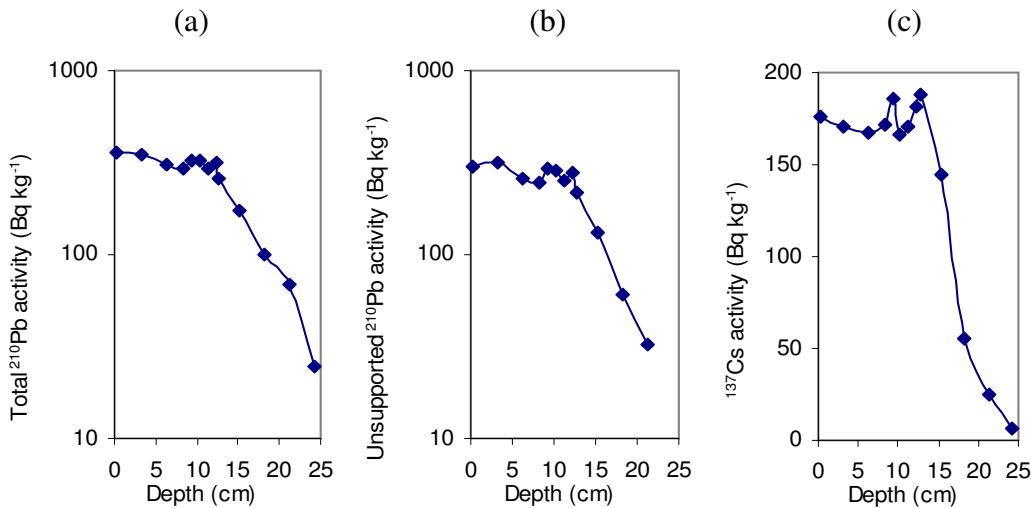 (a)
Total ²¹⁰Pb activity (Bq kg⁻¹)
1000
100
10
0 5 10 15 20 25
Depth (cm)
(b)
Unsupported ²¹⁰Pb activity (Bq kg⁻¹)
1000
100
10
0 5 10 15 20 25
Depth (cm)
(c)
¹³⁷Cs activity (Bq kg⁻¹)
200
150
100
50
0
0 5 10 15 20 25
Depth (cm)